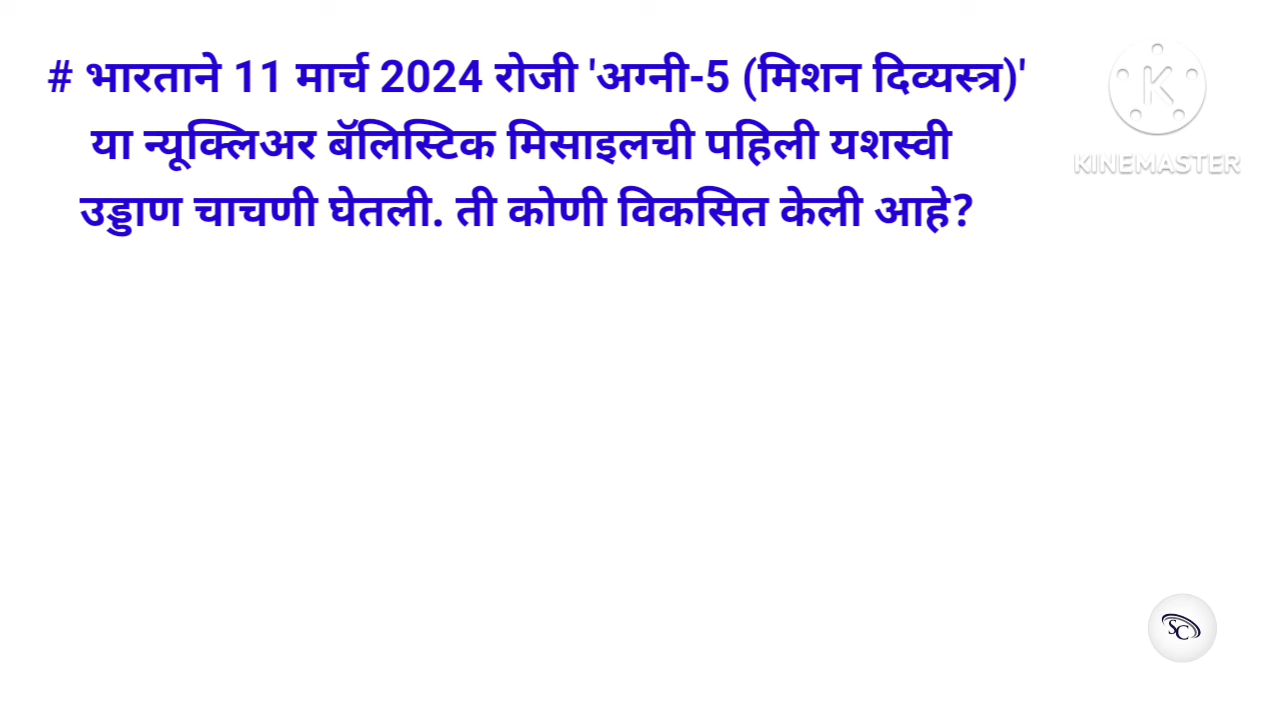 # भारताने 11 मार्च 2024 रोजी 'अग्नी-5 (मिशन दिव्यस्त्र)'
या न्यूक्लिअर बॅलिस्टिक मिसाइलची पहिली यशस्वी
उड्डाण चाचणी घेतली. ती कोणी विकसित केली आहे?
K
KINEMASTER
SC